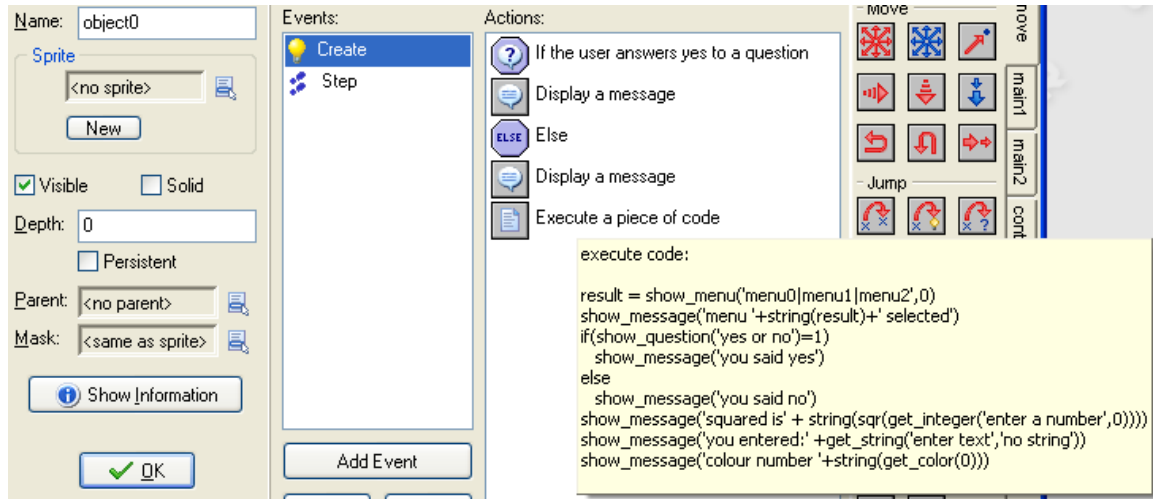 Name: object0
Sprite
<no sprite>
New
Visible
Solid
Depth: 0
Persistent
Parent: <no parent>
Mask: <same as sprite>
Show Information
OK
Events:
Create
Step
Add Event
Actions:
If the user answers yes to a question
Display a message
ELSE Else
Display a message
Execute a piece of code
execute code:
result = show_menu('menu0|menu1|menu2',0)
show_message('menu '+string(result)+' selected')
if(show_question('yes or no')=1)
show_message('you said yes')
else
show_message('you said no')
show_message('squared is' + string(sqr(get_integer('enter a number',0))))
show_message('you entered:' +get_string('enter text','no string'))
show_message('colour number '+string(get_color(0)))
Move
Jump
move
main1
main2
cont